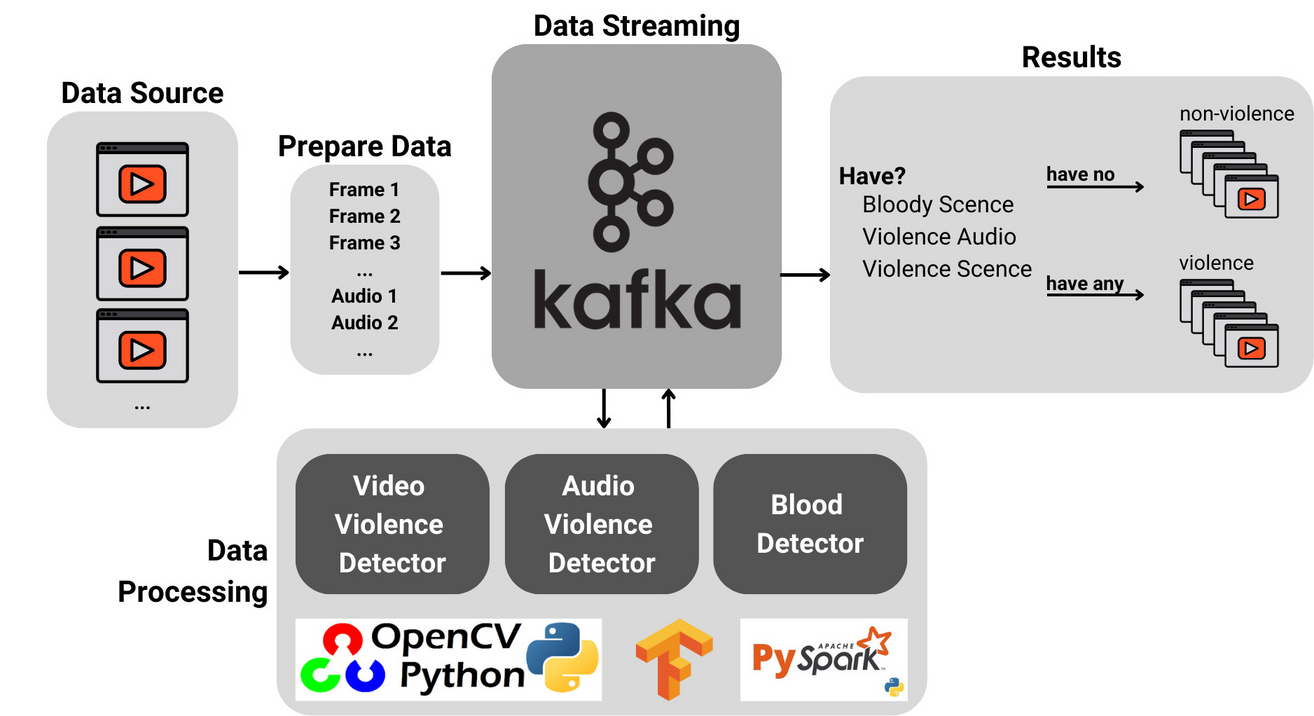 Data Source
...
Prepare Data
Frame 1
Frame 2
Frame 3
...
Audio 1
Audio 2
...
Data Streaming
kafka
Results
Have?
Bloody Scence
Violence Audio
Violence Scence
have no
have any
non-violence
violence
Data
Processing
Video
Violence
Detector
Audio
Violence
Detector
Blood
Detector
OpenCV
Python
APACHE
PySpark